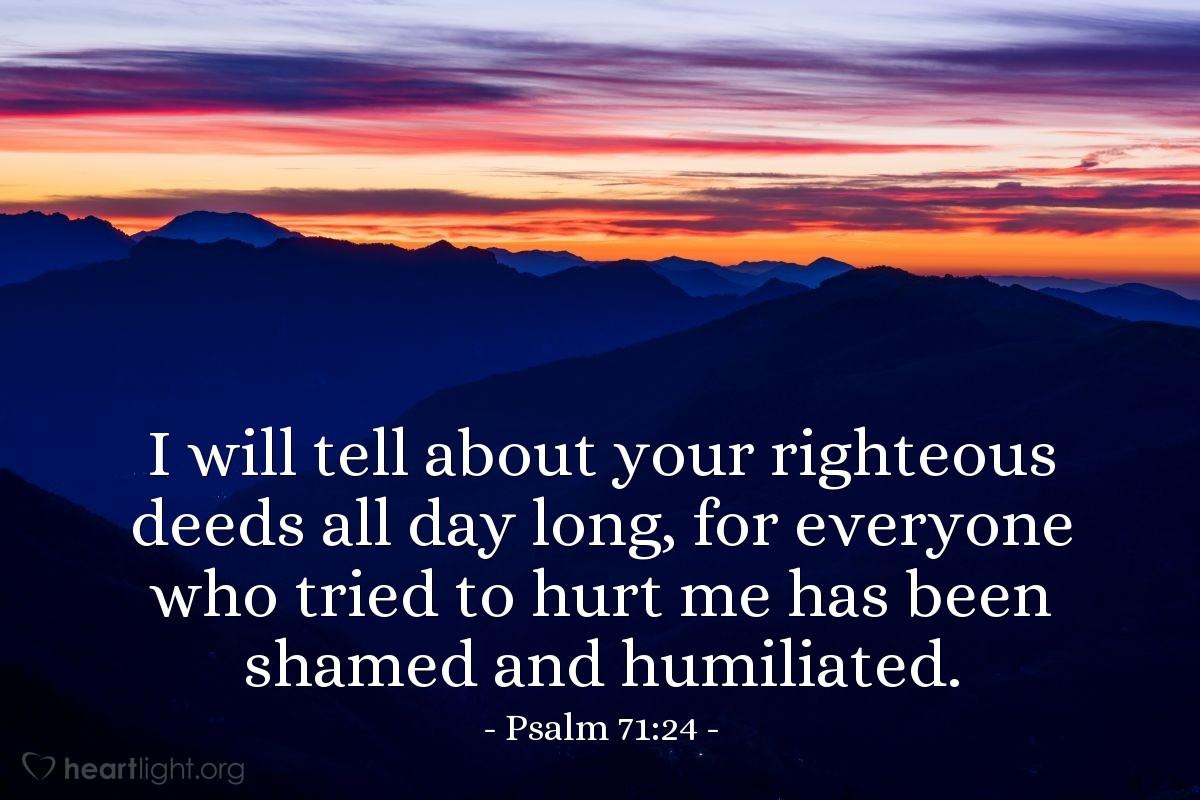 I will tell about your righteous
deeds all day long, for everyone
who tried to hurt me has been
shamed and humiliated.
- Psalm 71:24 -
heartlight.org